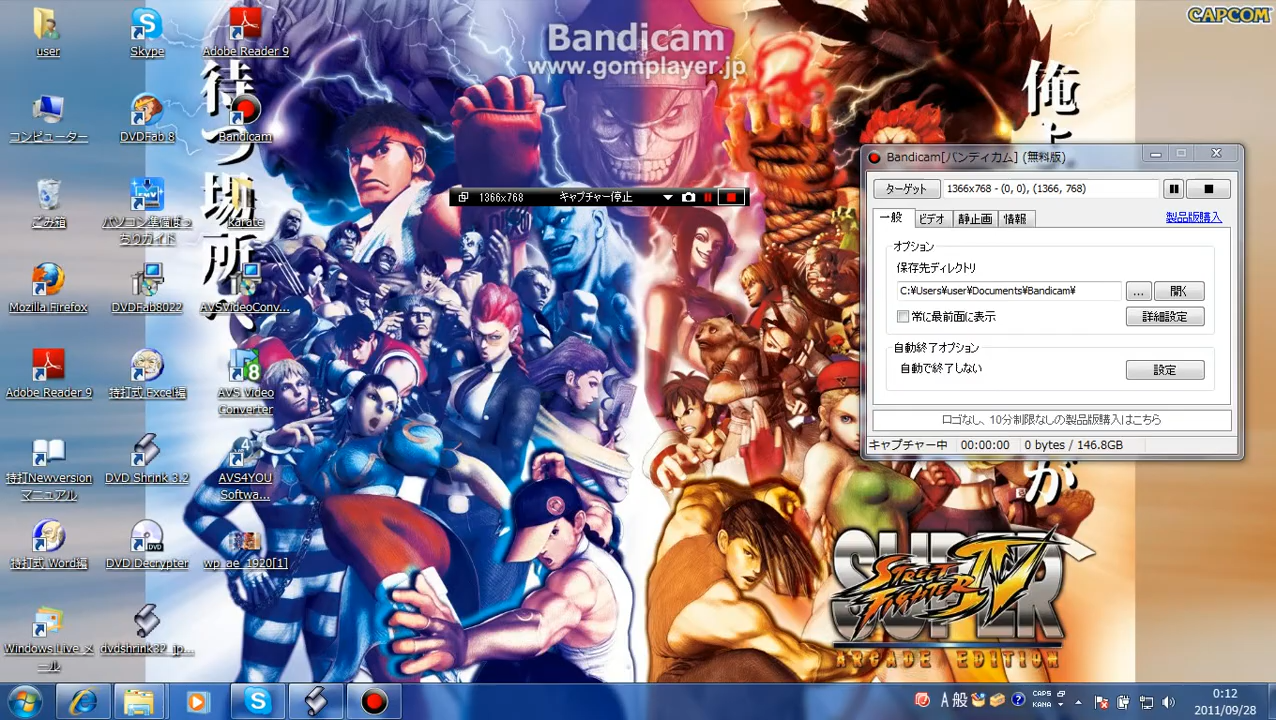 Bandicam
www.gomplayer.jp
CAPCOM
user
Skype
Adobe Reader 9
コンピューター
DVDFab 8
Bandicam
ごみ箱
パソコン準備ばっ
ちりガイド
karate
Mozilla Firefox
DVDFab8022
AVSVideoConv...
Adobe Reader 9
特打式 Excel編
AVS Video
Converter
特打Newversion
マニュアル
DVD Shrink 3.2
AVS4YOU
Softwa...
特打式 Word編
DVD Decrypter
wp_ae_1920[1]
Windows Live メ
ール
dvdshrink32_jp...
待つ場所へ
俺よ
が
1366x768
キャプチャー停止
Bandicam[バンディカム] (無料版)
ターゲット
1366x768 - (0, 0), (1366, 768)
一般
ビデオ
静止画
情報
製品版購入
オプション
保存先ディレクトリ
C:¥Users¥user¥Documents¥Bandicam¥
...
開く
常に最前面に表示
詳細設定
自動終了オプション
自動で終了しない
設定
ロゴなし、10分制限なしの製品版購入はこちら
キャプチャー中
00:00:00
0 bytes / 146.8GB
SUPER
STREET FIGHTER IV
ARCADE EDITION
A 般
CAPS
KANA
0:12
2011/09/28